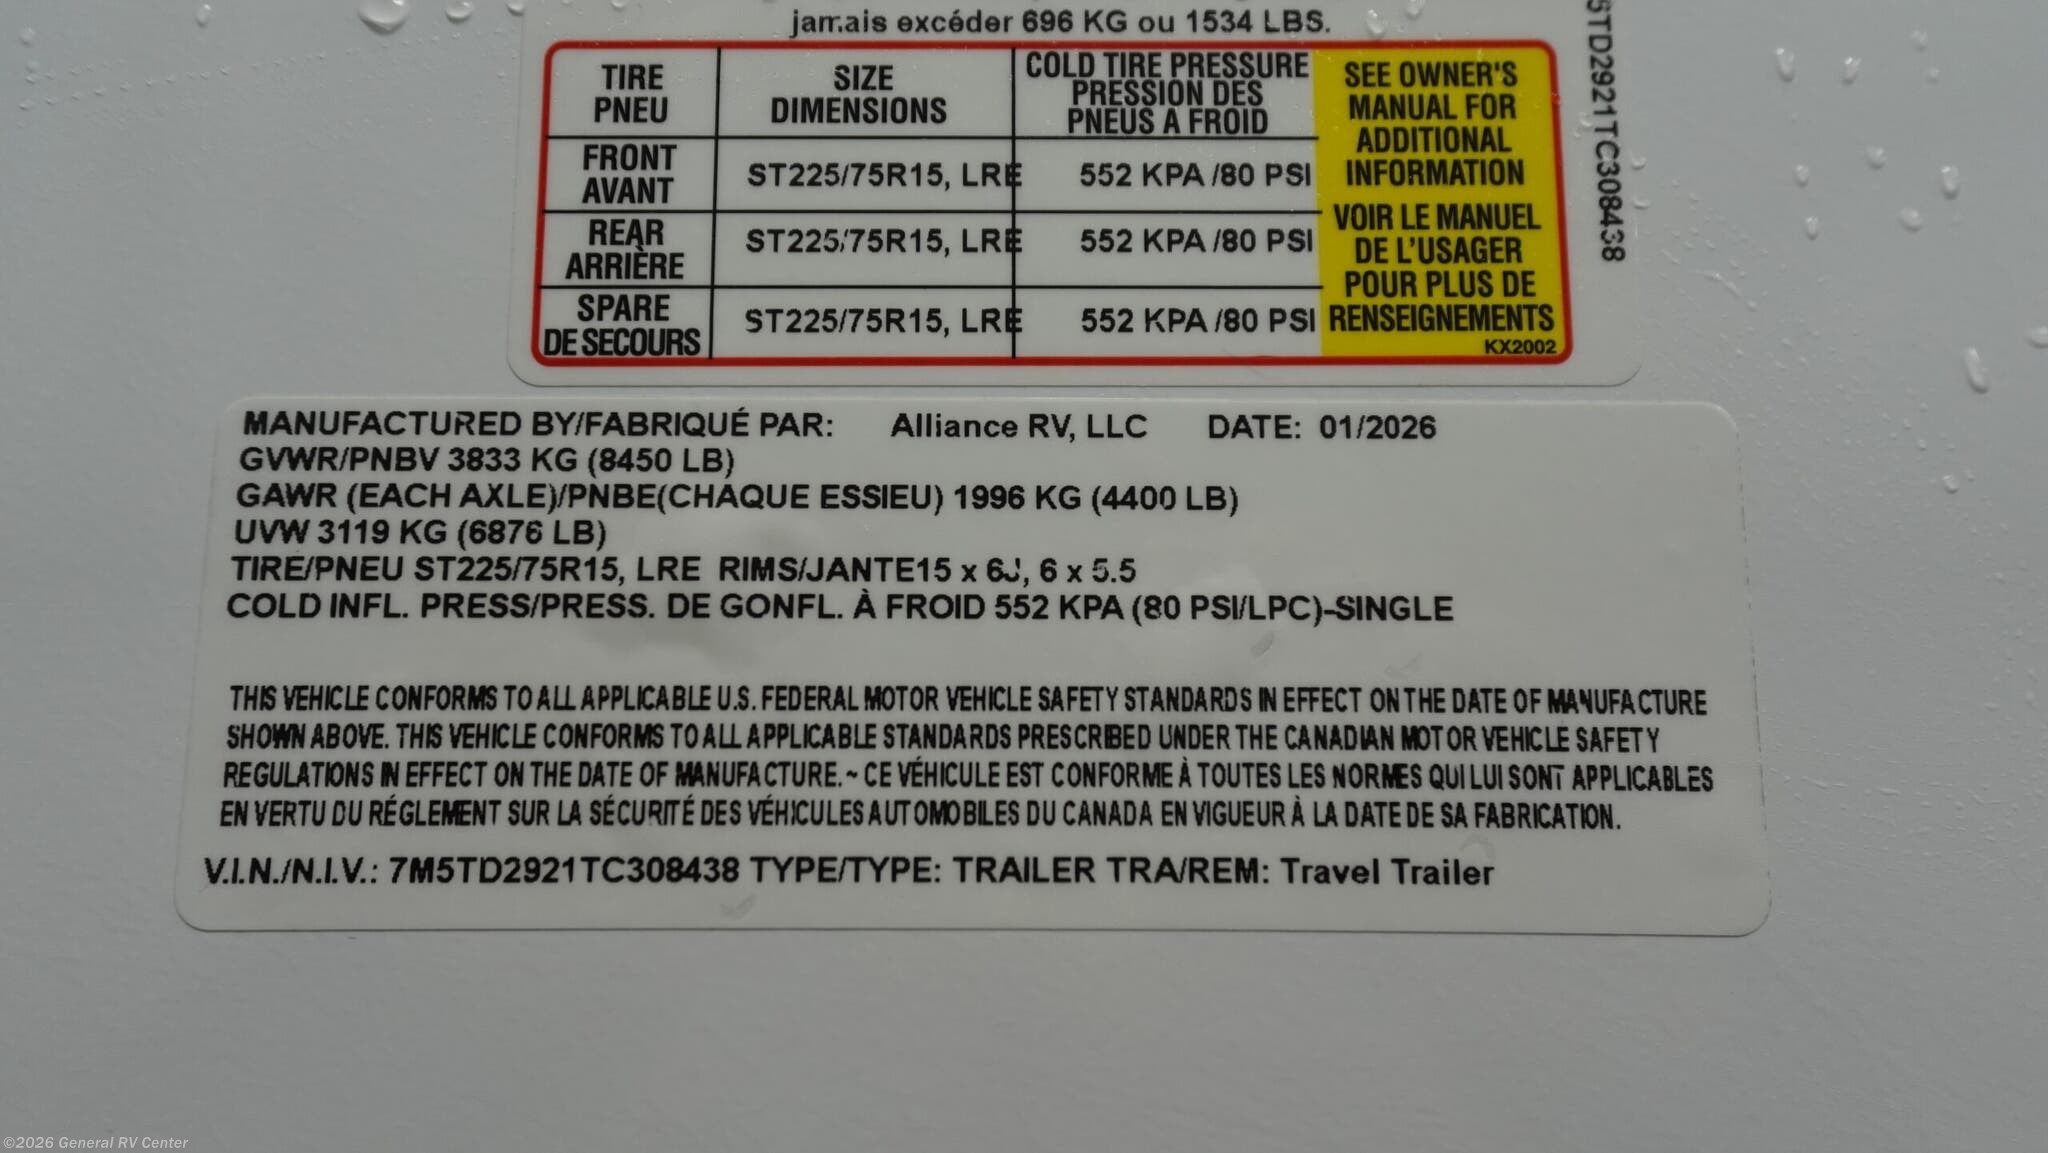 jamais excéder 696 KG ou 1534 LBS.
TIRE
PNEU
SIZE
DIMENSIONS
COLD TIRE PRESSURE
PRESSION DES
PNEUS A FROID
FRONT
AVANT
ST225/75R15, LRE
552 KPA /80 PSI
REAR
ARRIÈRE
ST225/75R15, LRE
552 KPA /80 PSI
SPARE
DE SECOURS
ST225/75R15, LRE
552 KPA /80 PSI
SEE OWNER'S
MANUAL FOR
ADDITIONAL
INFORMATION
VOIR LE MANUEL
DE L'USAGER
POUR PLUS DE
RENSEIGNEMENTS
KX2002
5TD2921TC308438
MANUFACTURED BY/FABRIQUÉ PAR: Alliance RV, LLC DATE: 01/2026
GVWR/PNBV 3833 KG (8450 LB)
GAWR (EACH AXLE)/PNBE(CHAQUE ESSIEU) 1996 KG (4400 LB)
UVW 3119 KG (6876 LB)
TIRE/PNEU ST225/75R15, LRE RIMS/JANTE15 x 6J, 6 x 5.5
COLD INFL. PRESS/PRESS. DE GONFL. À FROID 552 KPA (80 PSI/LPC)-SINGLE
THIS VEHICLE CONFORMS TO ALL APPLICABLE U.S. FEDERAL MOTOR VEHICLE SAFETY STANDARDS IN EFFECT ON THE DATE OF MANUFACTURE
SHOWN ABOVE. THIS VEHICLE CONFORMS TO ALL APPLICABLE STANDARDS PRESCRIBED UNDER THE CANADIAN MOTOR VEHICLE SAFETY
REGULATIONS IN EFFECT ON THE DATE OF MANUFACTURE.~ CE VÉHICULE EST CONFORME À TOUTES LES NORMES QUI LUI SONT APPLICABLES
EN VERTU DU RÉGLEMENT SUR LA SÉCURITÉ DES VÉHICULES AUTOMOBILES DU CANADA EN VIGUEUR À LA DATE DE SA FABRICATION.
V.I.N./N.I.V.: 7M5TD2921TC308438 TYPE/TYPE: TRAILER TRA/REM: Travel Trailer
©2026 General RV Center